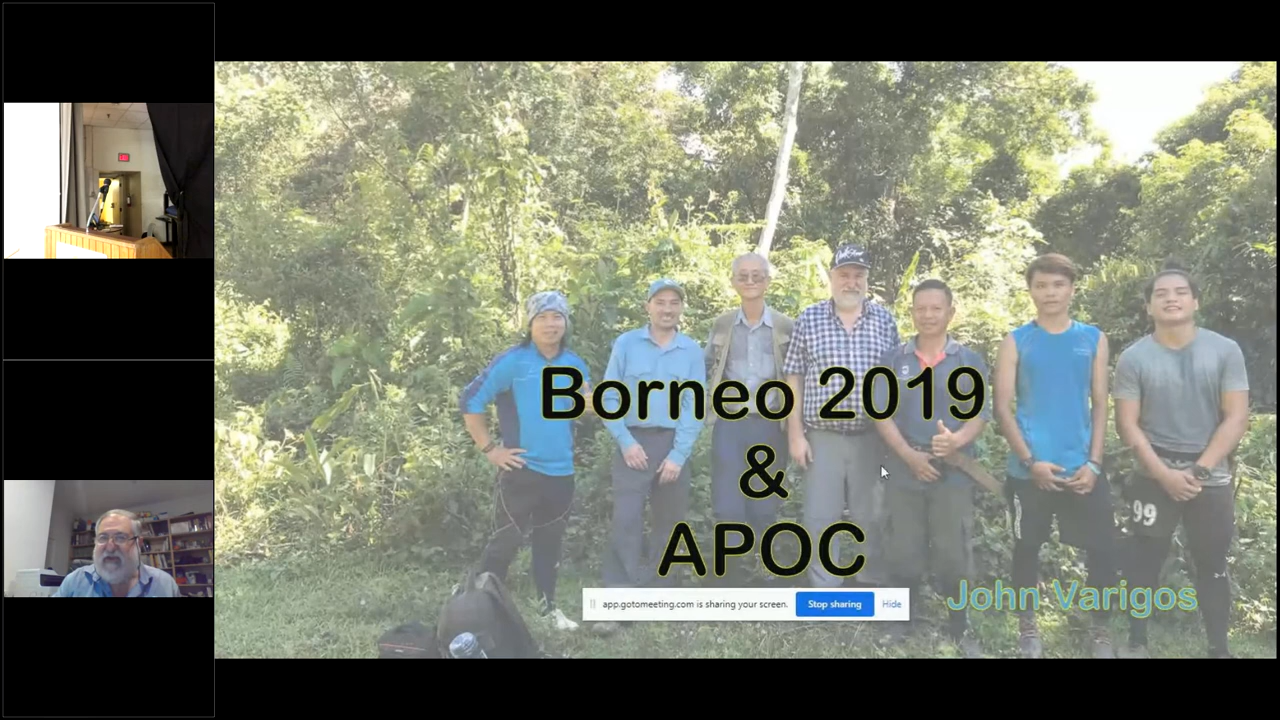 Borneo 2019
&
APOC
John Varigos
app.gotomeeting.com is sharing your screen. Stop sharing Hide
99